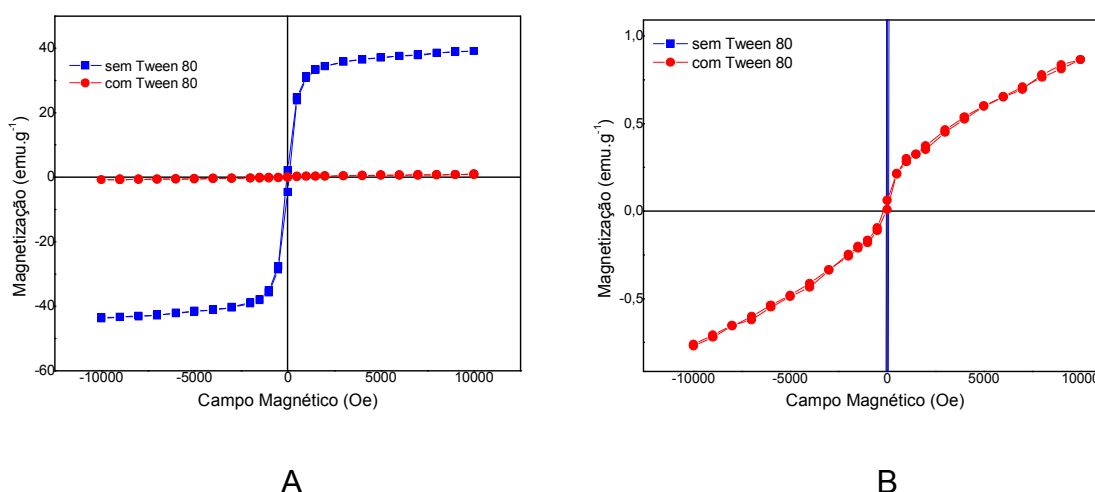 sem Tween 80
com Tween 80
40
20
0
-20
-40
-60
-10000 -5000 0 5000 10000
Magnetização (emu.g-1)
Campo Magnético (Oe)
A
sem Tween 80
com Tween 80
1,0
0,5
0,0
-0,5
-10000 -5000 0 5000 10000
Magnetização (emu.g-1)
Campo Magnético (Oe)
B